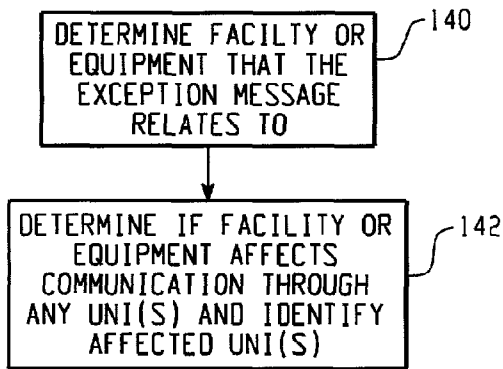 DETERMINE FACILTY OR
EQUIPMENT THAT THE
EXCEPTION MESSAGE
RELATES TO
140
DETERMINE IF FACILITY OR
EQUIPMENT AFFECTS
COMMUNICATION THROUGH
ANY UNI(S) AND IDENTIFY
AFFECTED UNI(S)
142